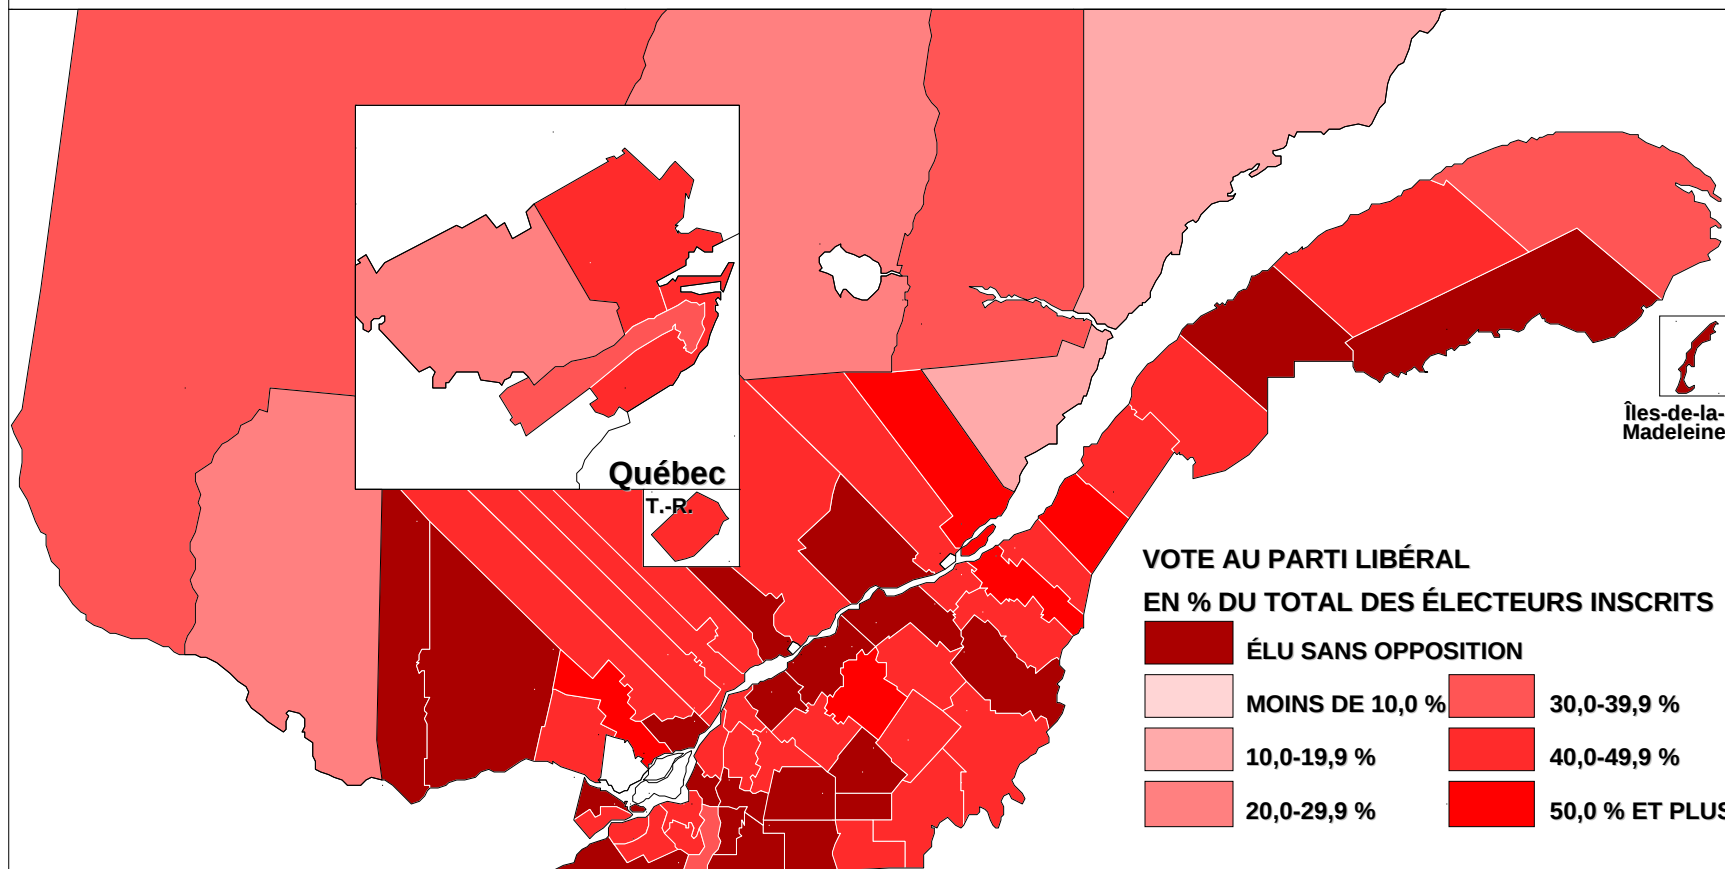 Québec
T.-R.
Îles-de-la-
Madeleine
VOTE AU PARTI LIBÉRAL
EN % DU TOTAL DES ÉLECTEURS INSCRITS
ÉLU SANS OPPOSITION
MOINS DE 10,0 %
30,0-39,9 %
10,0-19,9 %
40,0-49,9 %
20,0-29,9 %
50,0 % ET PLUS